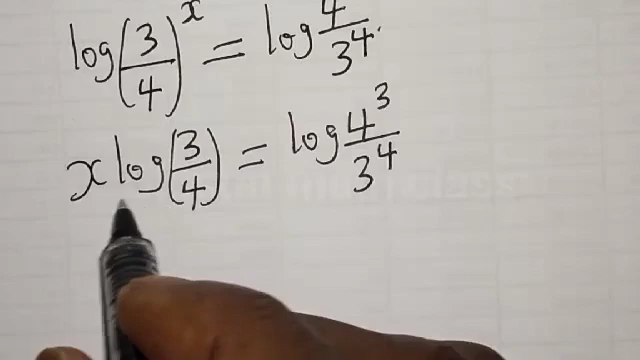 log(3/4)^x = log 4/3^4
x log(3/4) = log 4^3/3^4